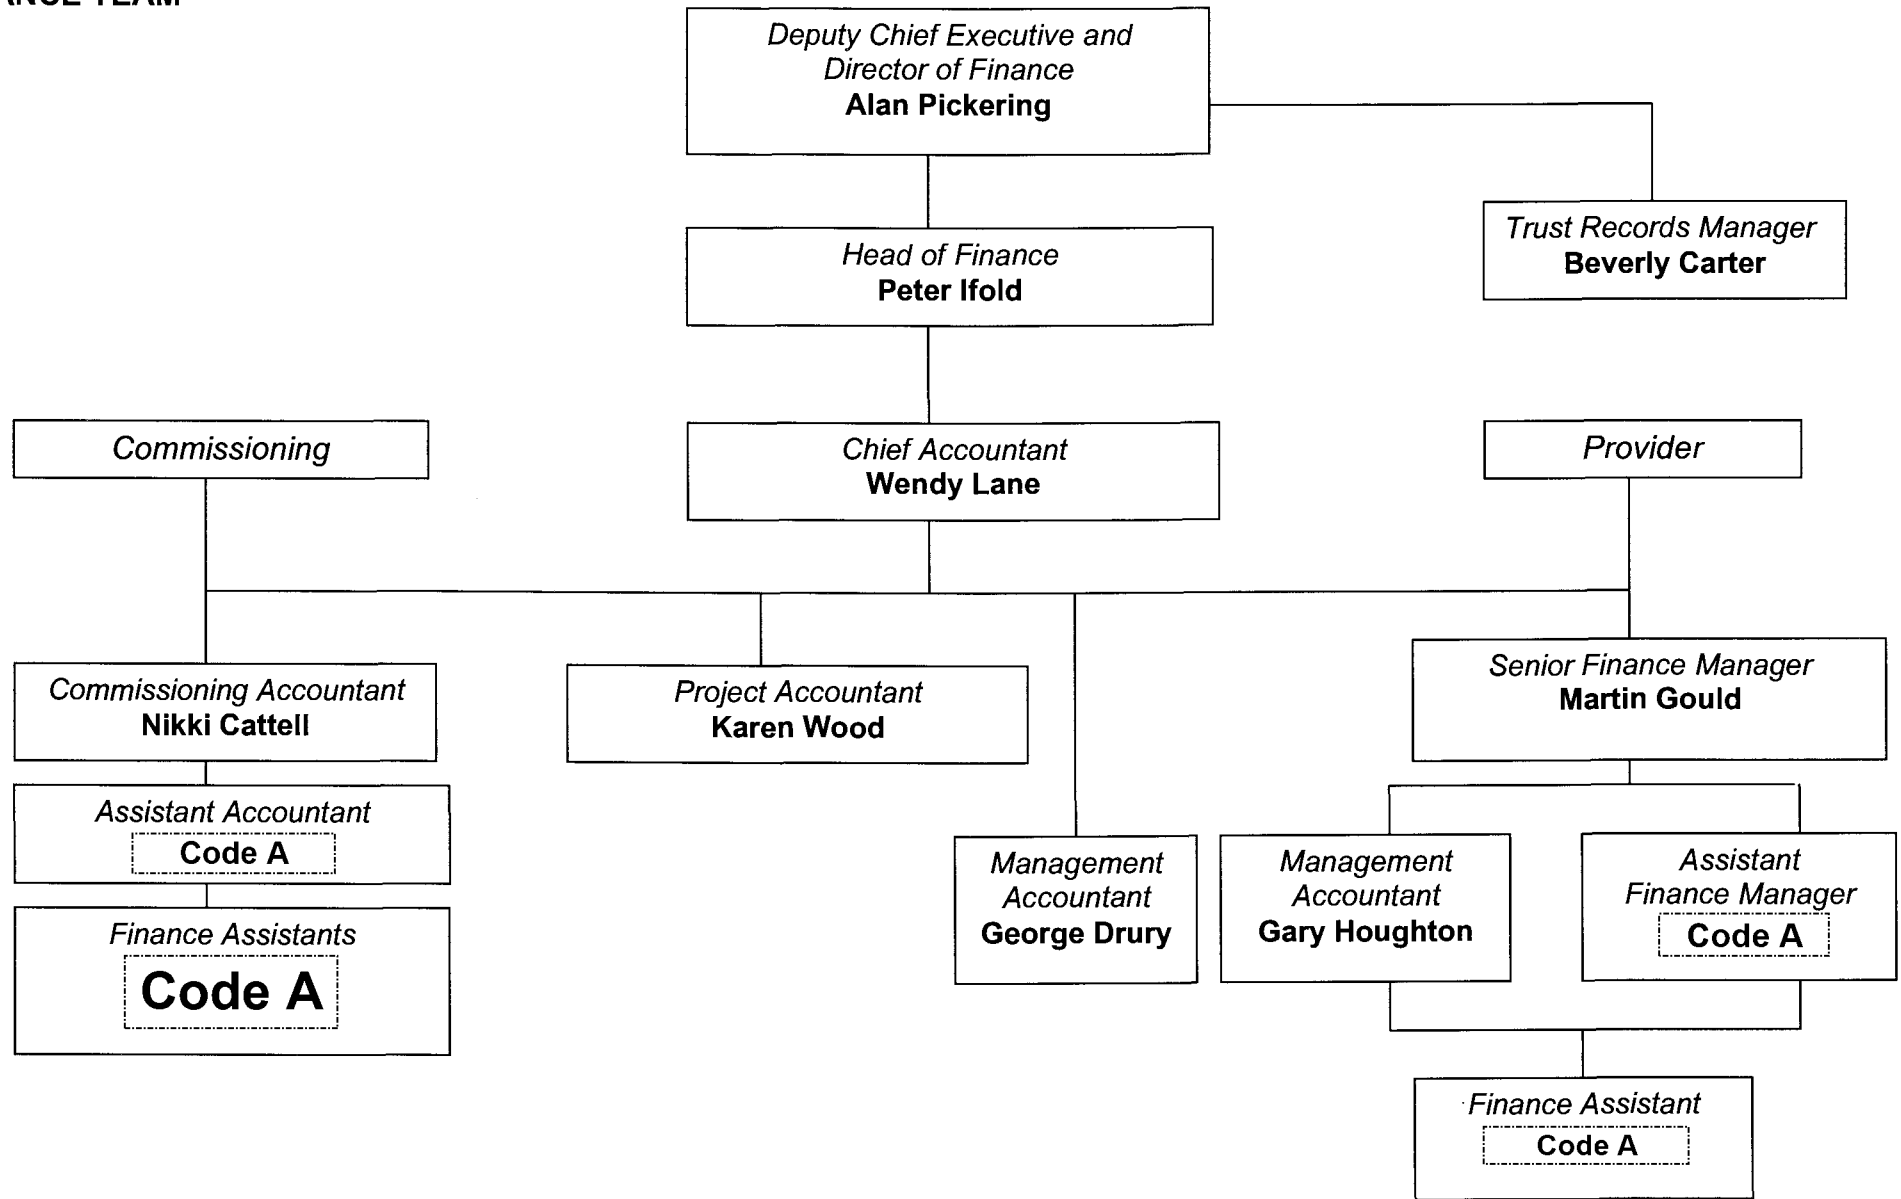 TEAM
Deputy Chief Executive and
Director of Finance
Alan Pickering
Trust Records Manager
Beverly Carter
Head of Finance
Peter Ifold
Commissioning
Chief Accountant
Wendy Lane
Provider
Commissioning Accountant
Nikki Cattell
Project Accountant
Karen Wood
Senior Finance Manager
Martin Gould
Assistant Accountant
Code A
Finance Assistants
Code A
Management
Accountant
George Drury
Management
Accountant
Gary Houghton
Assistant
Finance Manager
Code A
Finance Assistant
Code A